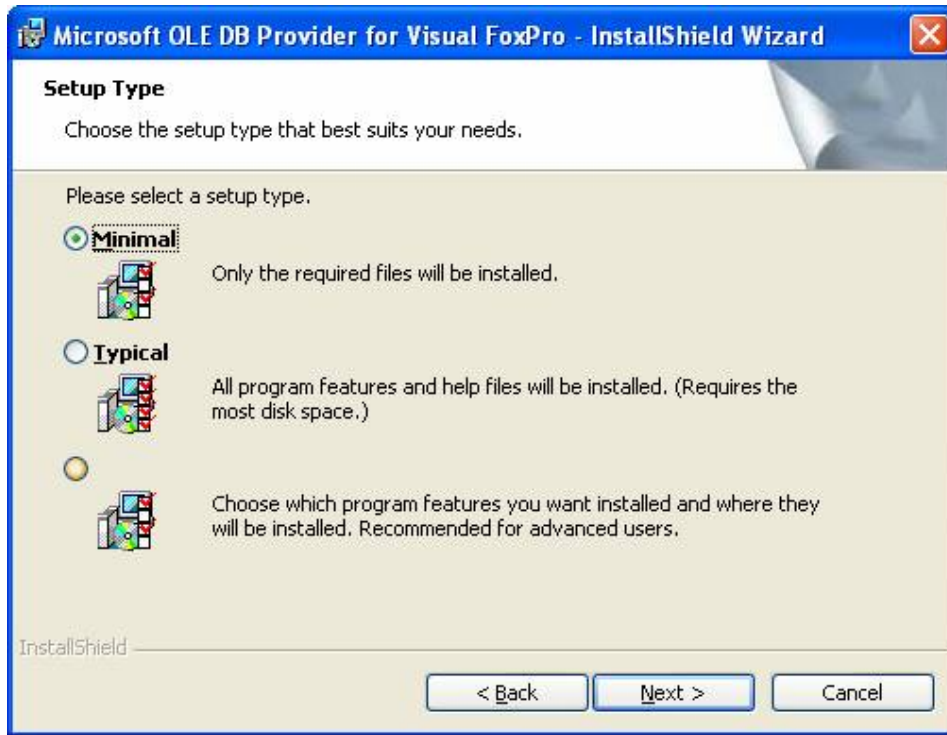 Microsoft OLE DB Provider for Visual FoxPro - InstallShield Wizard
Setup Type
Choose the setup type that best suits your needs.
Please select a setup type.
Minimal
Only the required files will be installed.
Typical
All program features and help files will be installed. (Requires the
most disk space.)
Choose which program features you want installed and where they
will be installed. Recommended for advanced users.
InstallShield
< Back
Next >
Cancel